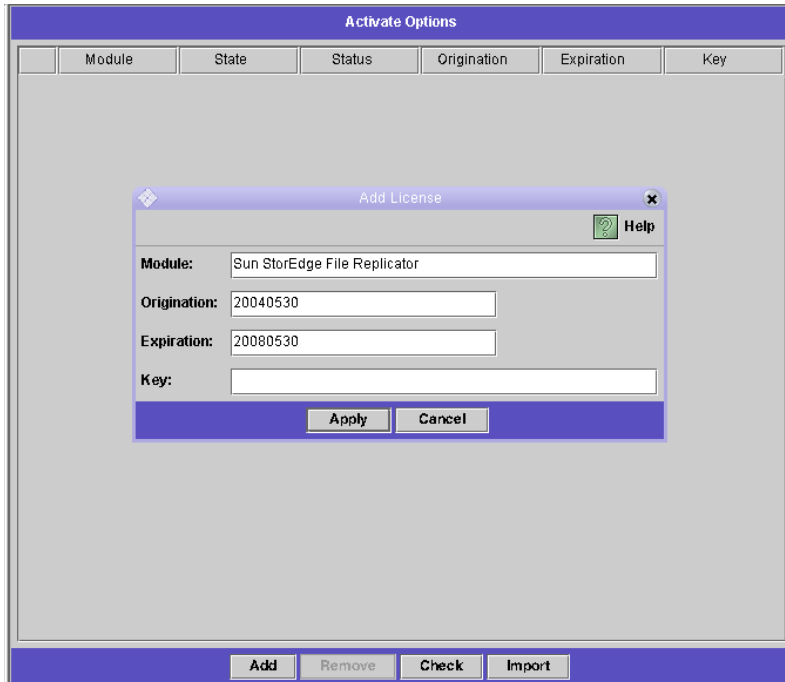 Activate Options
Module State Status Origination Expiration Key
Add License
Help
Module: Sun StorEdge File Replicator
Origination: 20040530
Expiration: 20080530
Key:
Apply Cancel
Add Remove Check Import